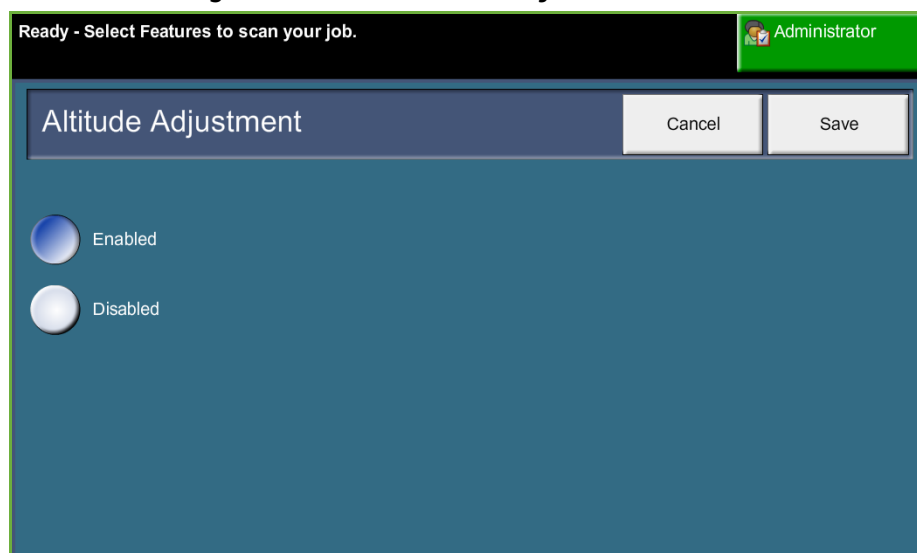 Ready - Select Features to scan your job.
Administrator
Altitude Adjustment
Cancel
Save
Enabled
Disabled